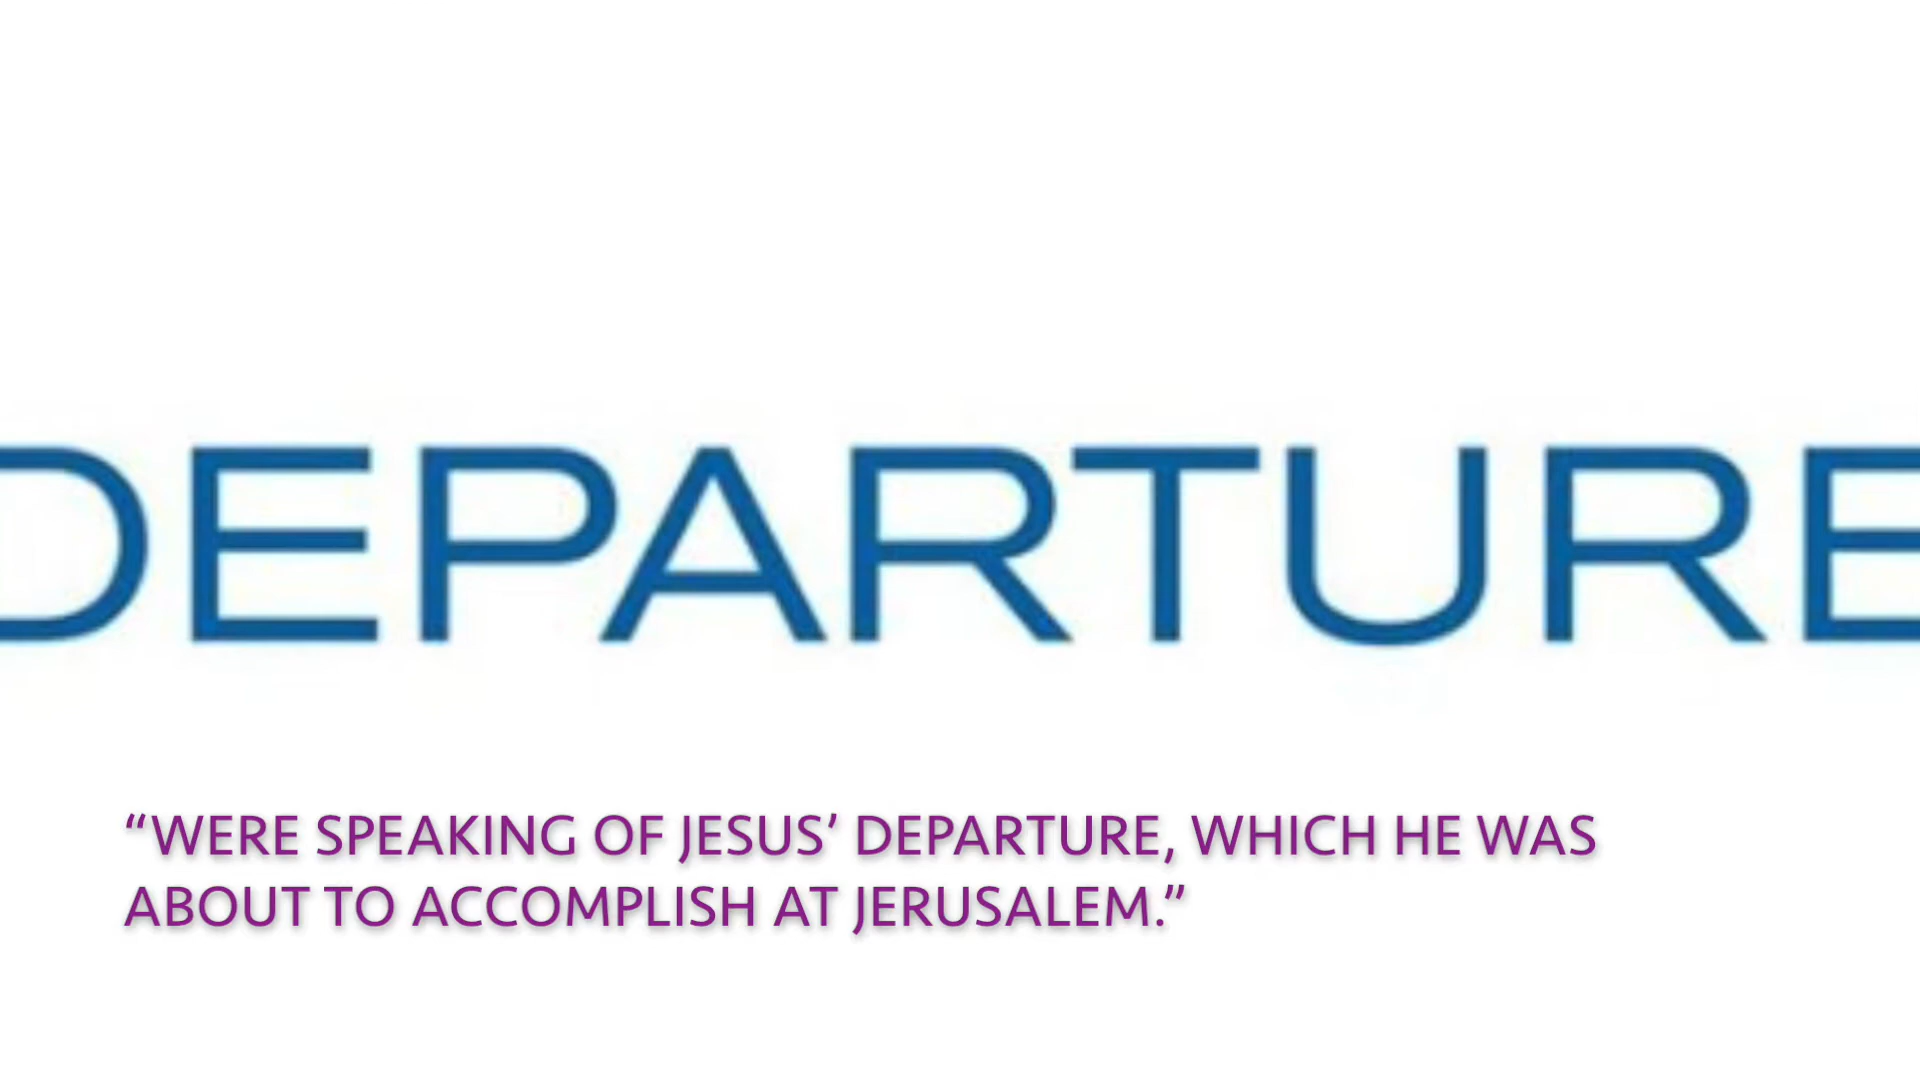 DEPARTURE
“WERE SPEAKING OF JESUS’ DEPARTURE, WHICH HE WAS
ABOUT TO ACCOMPLISH AT JERUSALEM.”